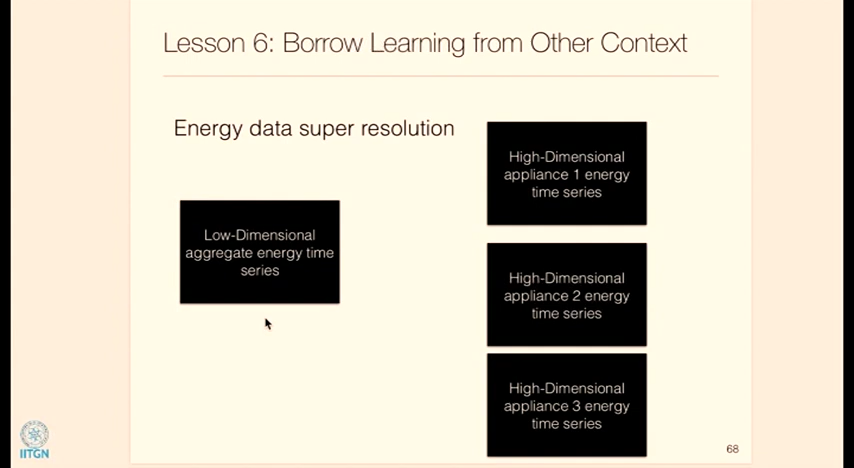 Lesson 6: Borrow Learning from Other Context
Energy data super resolution
Low-Dimensional
aggregate energy time
series
High-Dimensional
appliance 1 energy
time series
High-Dimensional
appliance 2 energy
time series
High-Dimensional
appliance 3 energy
time series
IITGN
68